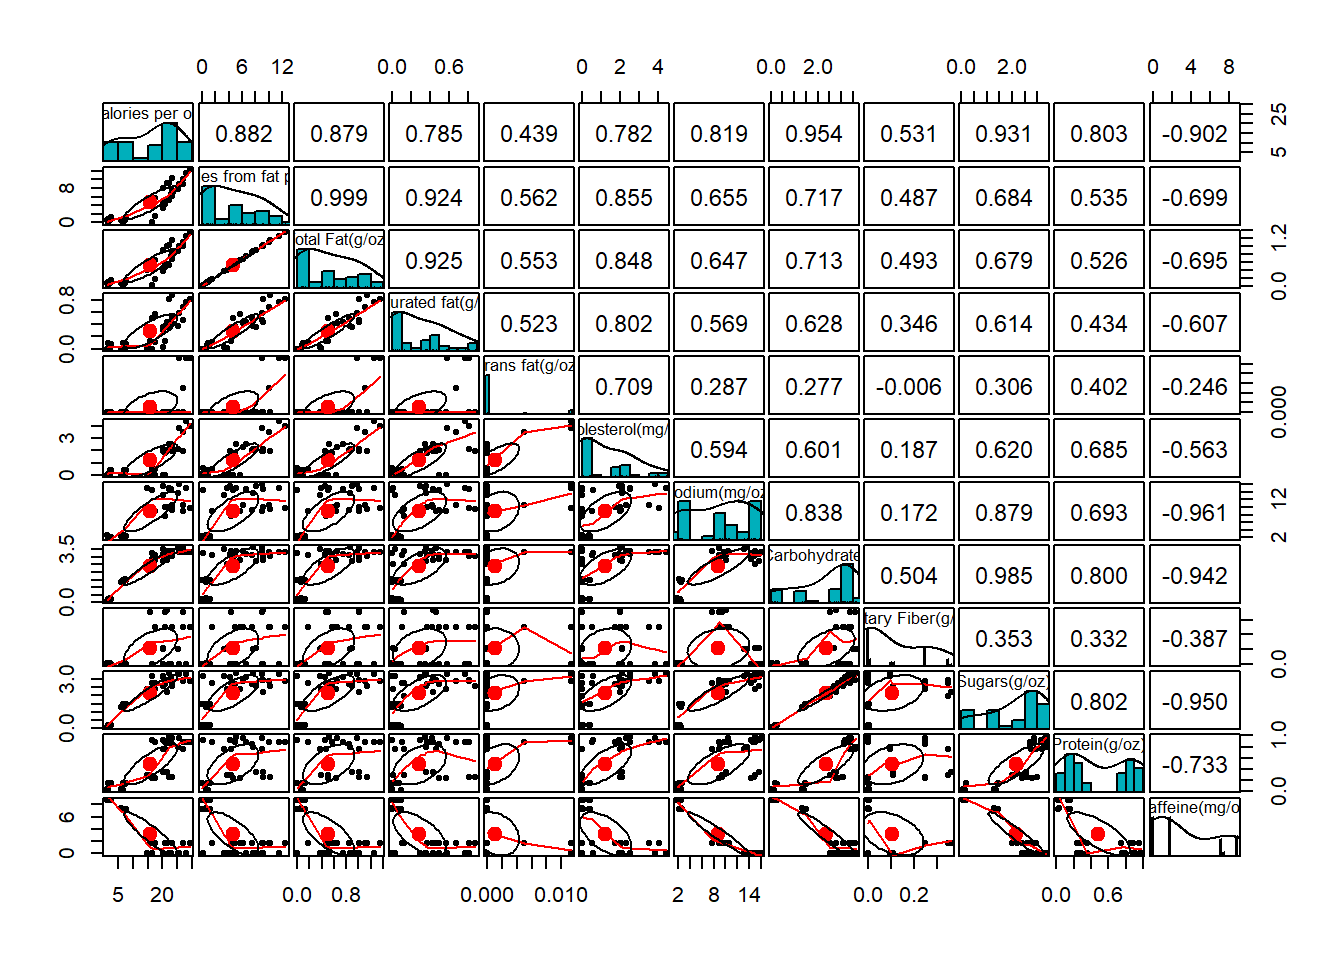 0 6 12 0.0 0.6 0 2 4 0.0 2.0 0.0 2.0 0 4 8
alories per o 0.882 0.879 0.785 0.439 0.782 0.819 0.954 0.531 0.931 0.803 -0.902 5 25
0 8 es from fat p 0.999 0.924 0.562 0.855 0.655 0.717 0.487 0.684 0.535 -0.699
otal Fat(g/oz 0.925 0.553 0.848 0.647 0.713 0.493 0.679 0.526 -0.695 0.0 1.2
0.0 0.8 urated fat(g/ 0.523 0.802 0.569 0.628 0.346 0.614 0.434 -0.607
rans fat(g/oz 0.709 0.287 0.277 -0.006 0.306 0.402 -0.246 0.000
0 3 olesterol(mg/ 0.594 0.601 0.187 0.620 0.685 -0.563
odium(mg/oz 0.838 0.172 0.879 0.693 -0.961 2 12
0.0 3.5 Carbohydrate 0.504 0.985 0.800 -0.942
tary Fiber(g/ 0.353 0.332 -0.387 0.0
0.0 3.0 Sugars(g/oz) 0.802 -0.950
Protein(g/oz) -0.733 0.0 1.0
0 6 affeine(mg/o
5 20 0.0 0.8 0.000 0.010 2 8 14 0.0 0.2 0.0 0.6